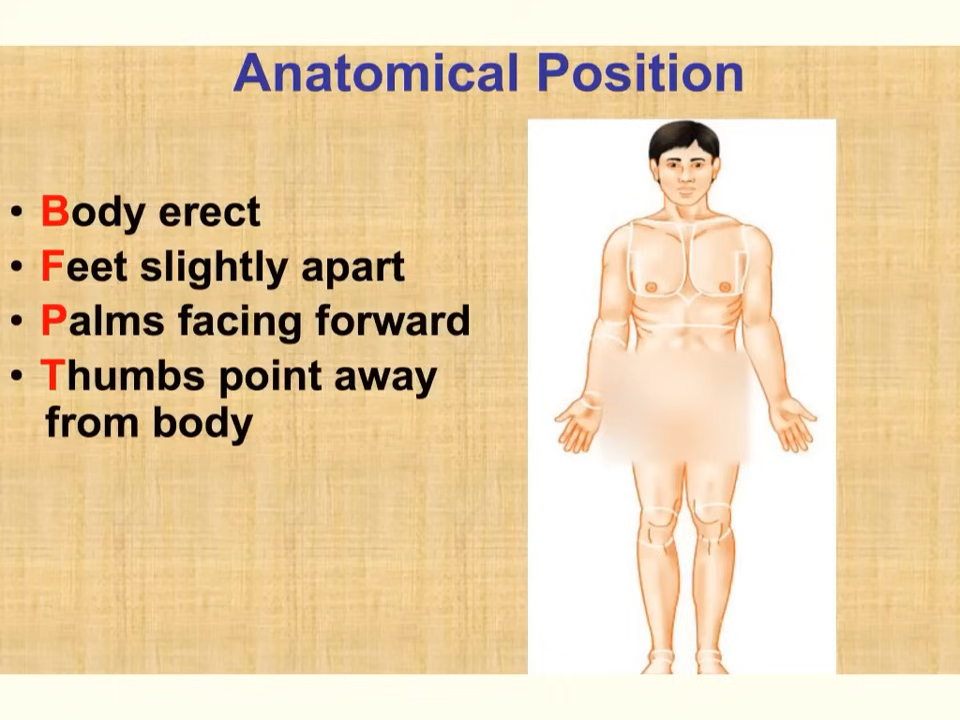 Anatomical Position
• Body erect
• Feet slightly apart
• Palms facing forward
• Thumbs point away
from body